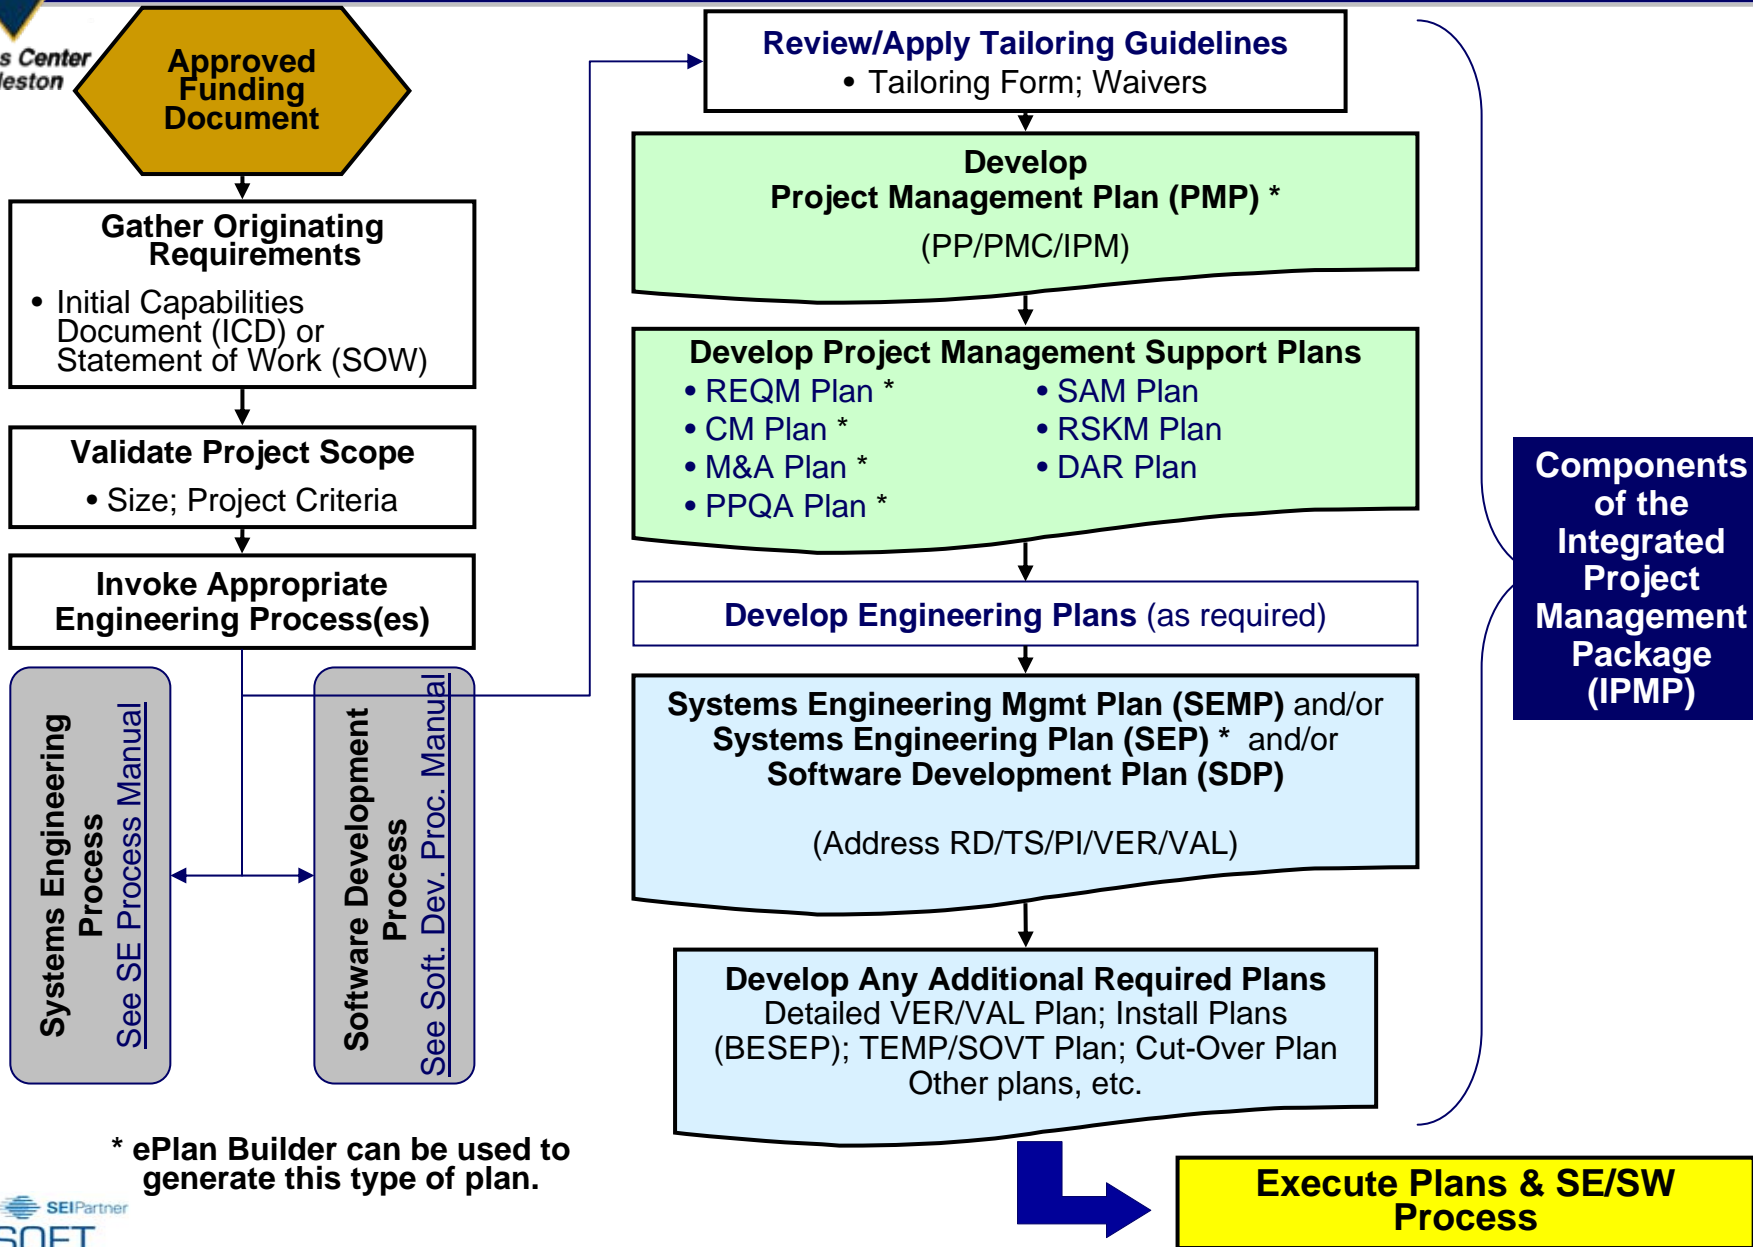 s Center
leston
Approved
Funding
Document
Gather Originating
Requirements
• Initial Capabilities
Document (ICD) or
Statement of Work (SOW)
Validate Project Scope
• Size; Project Criteria
Invoke Appropriate
Engineering Process(es)
Systems Engineering
Process
See SE Process Manual
Software Development
Process
See Soft. Dev. Proc. Manual
* ePlan Builder can be used to
generate this type of plan.
SEI Partner
SOFT
Review/Apply Tailoring Guidelines
• Tailoring Form; Waivers
Develop
Project Management Plan (PMP) *
(PP/PMC/IPM)
Develop Project Management Support Plans
• REQM Plan *
• CM Plan *
• M&A Plan *
• PPQA Plan *
• SAM Plan
• RSKM Plan
• DAR Plan
Develop Engineering Plans (as required)
Systems Engineering Mgmt Plan (SEMP) and/or
Systems Engineering Plan (SEP) * and/or
Software Development Plan (SDP)
(Address RD/TS/PI/VER/VAL)
Develop Any Additional Required Plans
Detailed VER/VAL Plan; Install Plans
(BESEP); TEMP/SOVT Plan; Cut-Over Plan
Other plans, etc.
Components
of the
Integrated
Project
Management
Package
(IPMP)
Execute Plans & SE/SW
Process